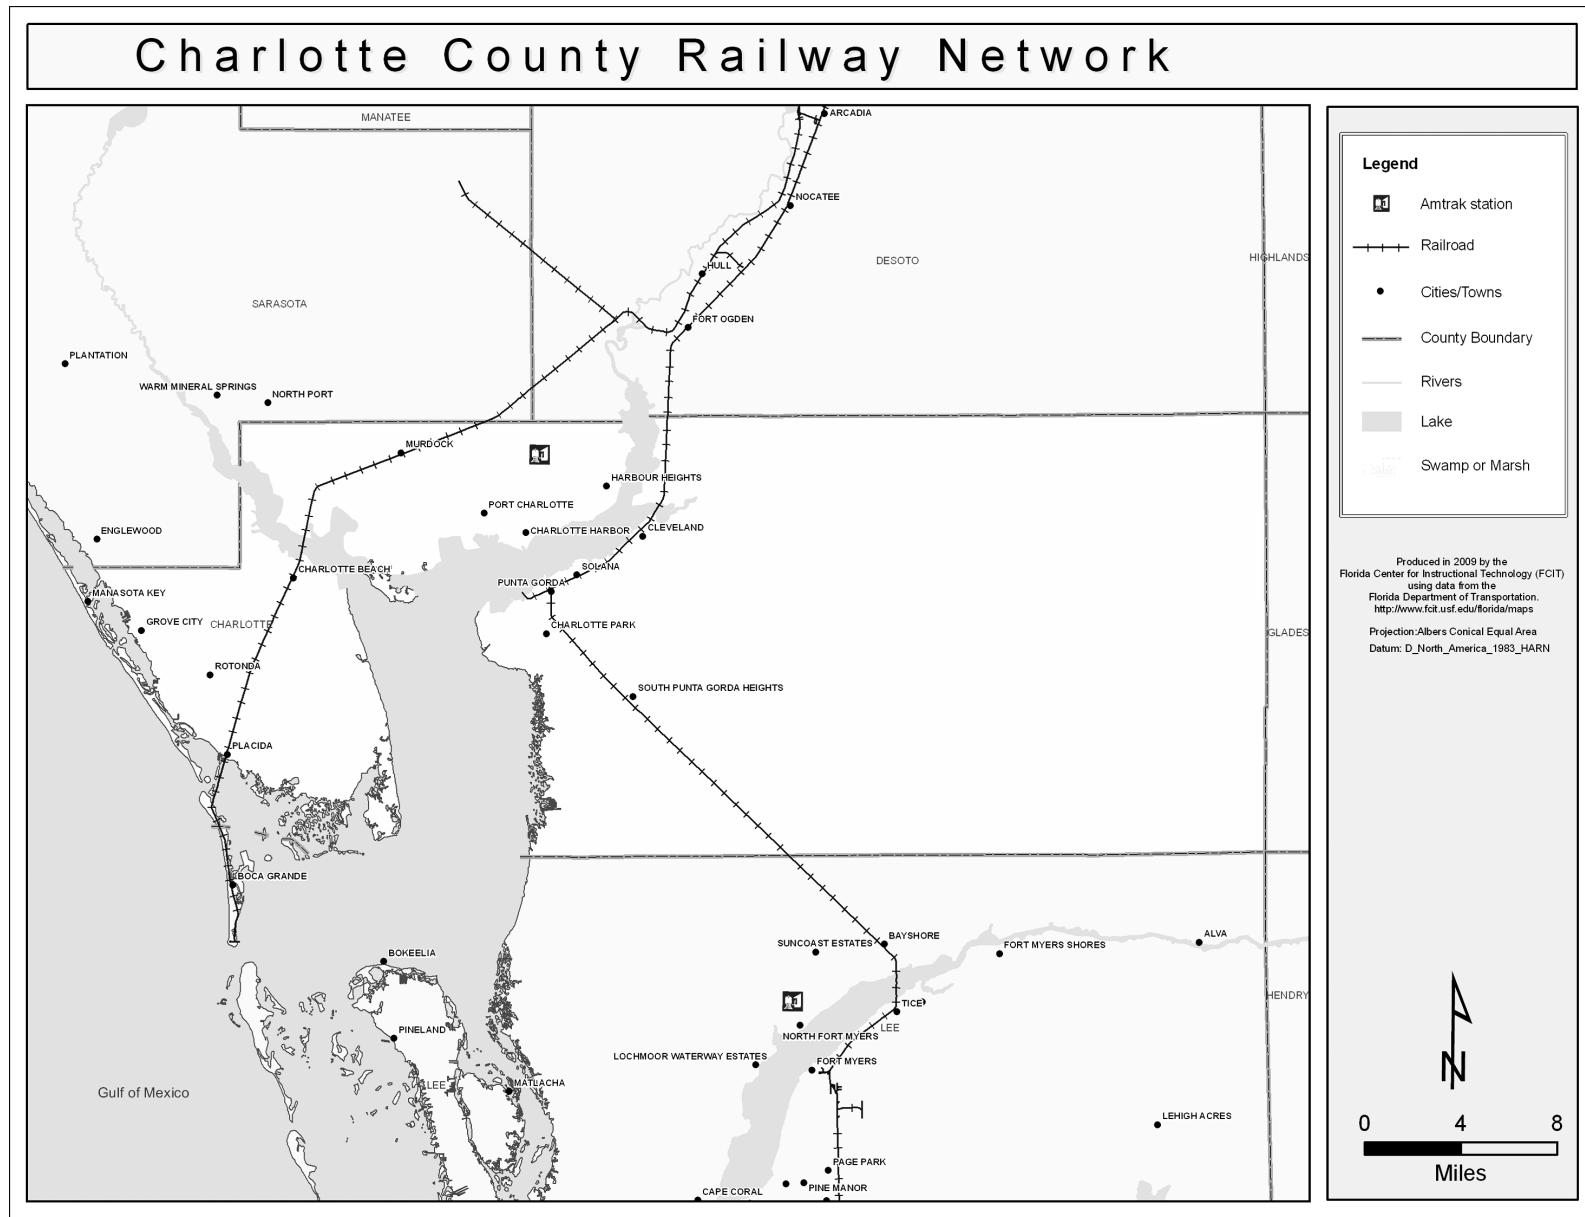 Charlotte County Railway Network
MANATEE
ARCADIA
NOCATEE
DESOTO
HIGHLANDS
HULL
SARASOTA
FORT OGDEN
PLANTATION
WARM MINERAL SPRINGS
NORTH PORT
MURDOCK
HARBOUR HEIGHTS
PORT CHARLOTTE
ENGLEWOOD
CHARLOTTE HARBOR
CLEVELAND
CHARLOTTE BEACH
SOLANA
PUNTA GORDA
MANASOTA KEY
GROVE CITY
CHARLOTTE
CHARLOTTE PARK
GLADES
ROTONDA
SOUTH PUNTA GORDA HEIGHTS
PLACIDA
BOCA GRANDE
BOKEELIA
SUNCOAST ESTATES
BAYSHORE
FORT MYERS SHORES
ALVA
HENDRY
TICE
LEE
PINELAND
NORTH FORT MYERS
LOCHMOOR WATERWAY ESTATES
FORT MYERS
LEE
MATLACHA
Gulf of Mexico
LEHIGH ACRES
PAGE PARK
CAPE CORAL
PINE MANOR
Legend
Amtrak station
Railroad
Cities/Towns
County Boundary
Rivers
Lake
Swamp or Marsh
Produced in 2009 by the
Florida Center for Instructional Technology (FCIT)
using data from the
Florida Department of Transportation.
http://www.fcit.usf.edu/florida/maps
Projection:Albers Conical Equal Area
Datum: D_North_America_1983_HARN
N
0 4 8
Miles